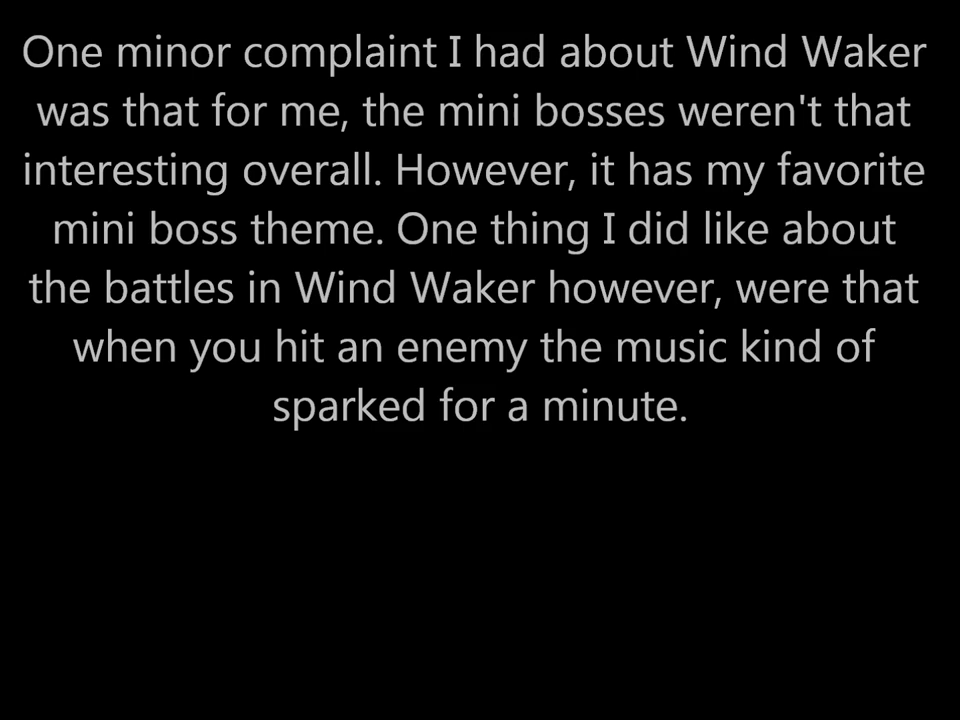 One minor complaint I had about Wind Waker
was that for me, the mini bosses weren't that
interesting overall. However, it has my favorite
mini boss theme. One thing I did like about
the battles in Wind Waker however, were that
when you hit an enemy the music kind of
sparked for a minute.